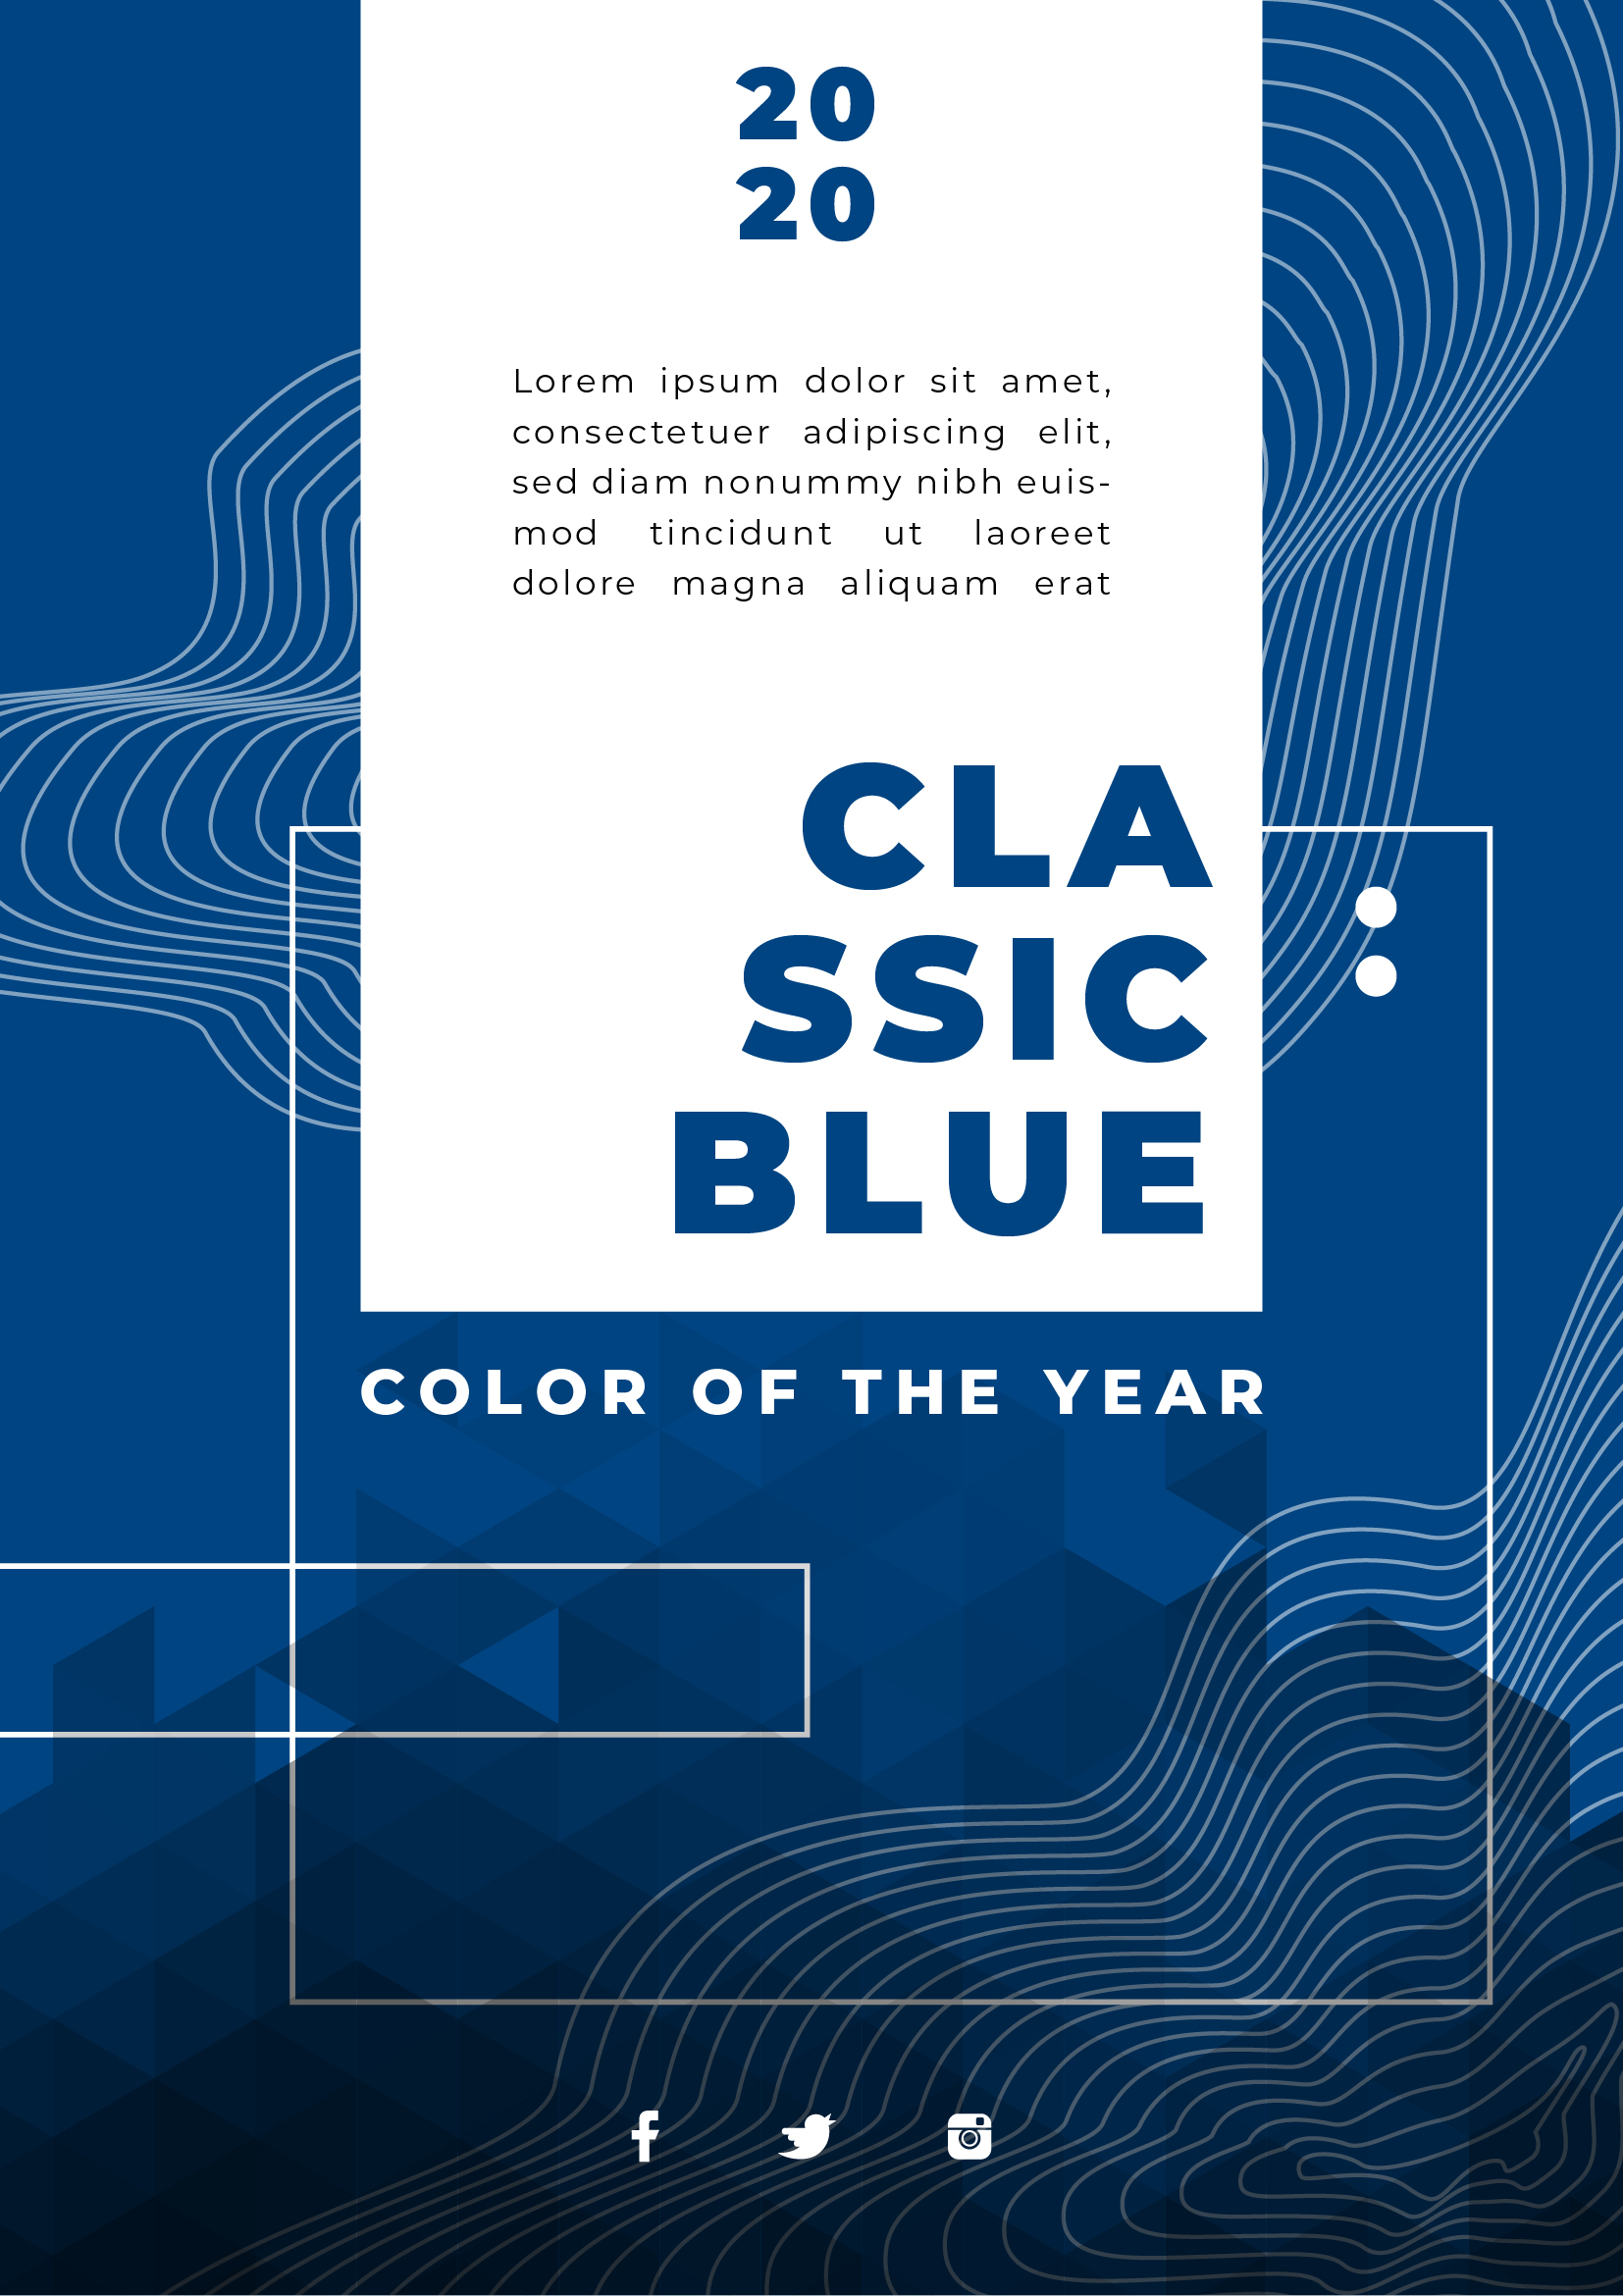 20
20
Lorem ipsum dolor sit amet,
consectetuer adipiscing elit,
sed diam nonummy nibh euis-
mod tincidunt ut laoreet
dolore magna aliquam erat
CLA
SSIC
BLUE
COLOR OF THE YEAR